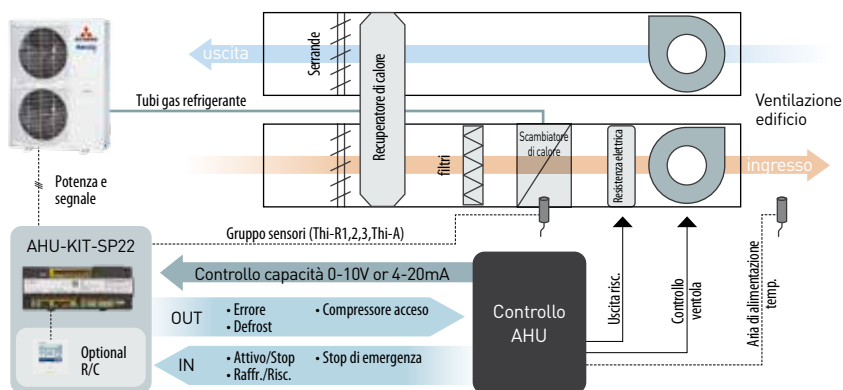 uscita
Serrande
Recuperatore di calore
Tubi gas refrigerante
Ventilazione
edificio
filtri
Scambiatore
di calore
Resistenza elettrica
ingresso
Potenza e
segnale
Gruppo sensori (Thi-R1,2,3,Thi-A)
AHU-KIT-SP22
Controllo capacità 0-10V or 4-20mA
OUT
• Errore
• Defrost
• Compressore acceso
Controllo
AHU
Uscita risc.
Controllo
ventola
Aria di alimentazione
temp.
Optional
R/C
IN
• Attivo/Stop
• Raffr./Risc.
• Stop di emergenza